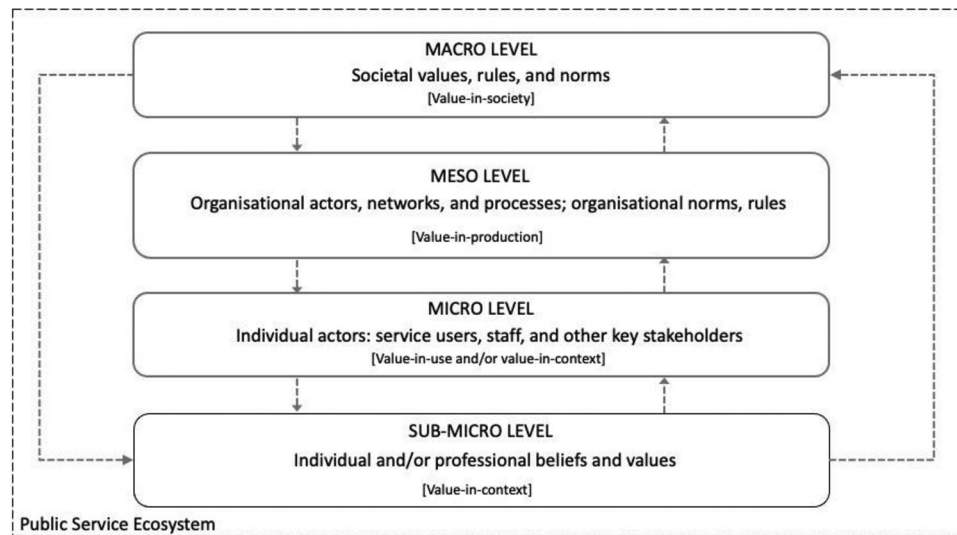 MACRO LEVEL
Societal values, rules, and norms
[Value-in-society]
MESO LEVEL
Organisational actors, networks, and processes; organisational norms, rules
[Value-in-production]
MICRO LEVEL
Individual actors: service users, staff, and other key stakeholders
[Value-in-use and/or value-in-context]
SUB-MICRO LEVEL
Individual and/or professional beliefs and values
[Value-in-context]
Public Service Ecosystem